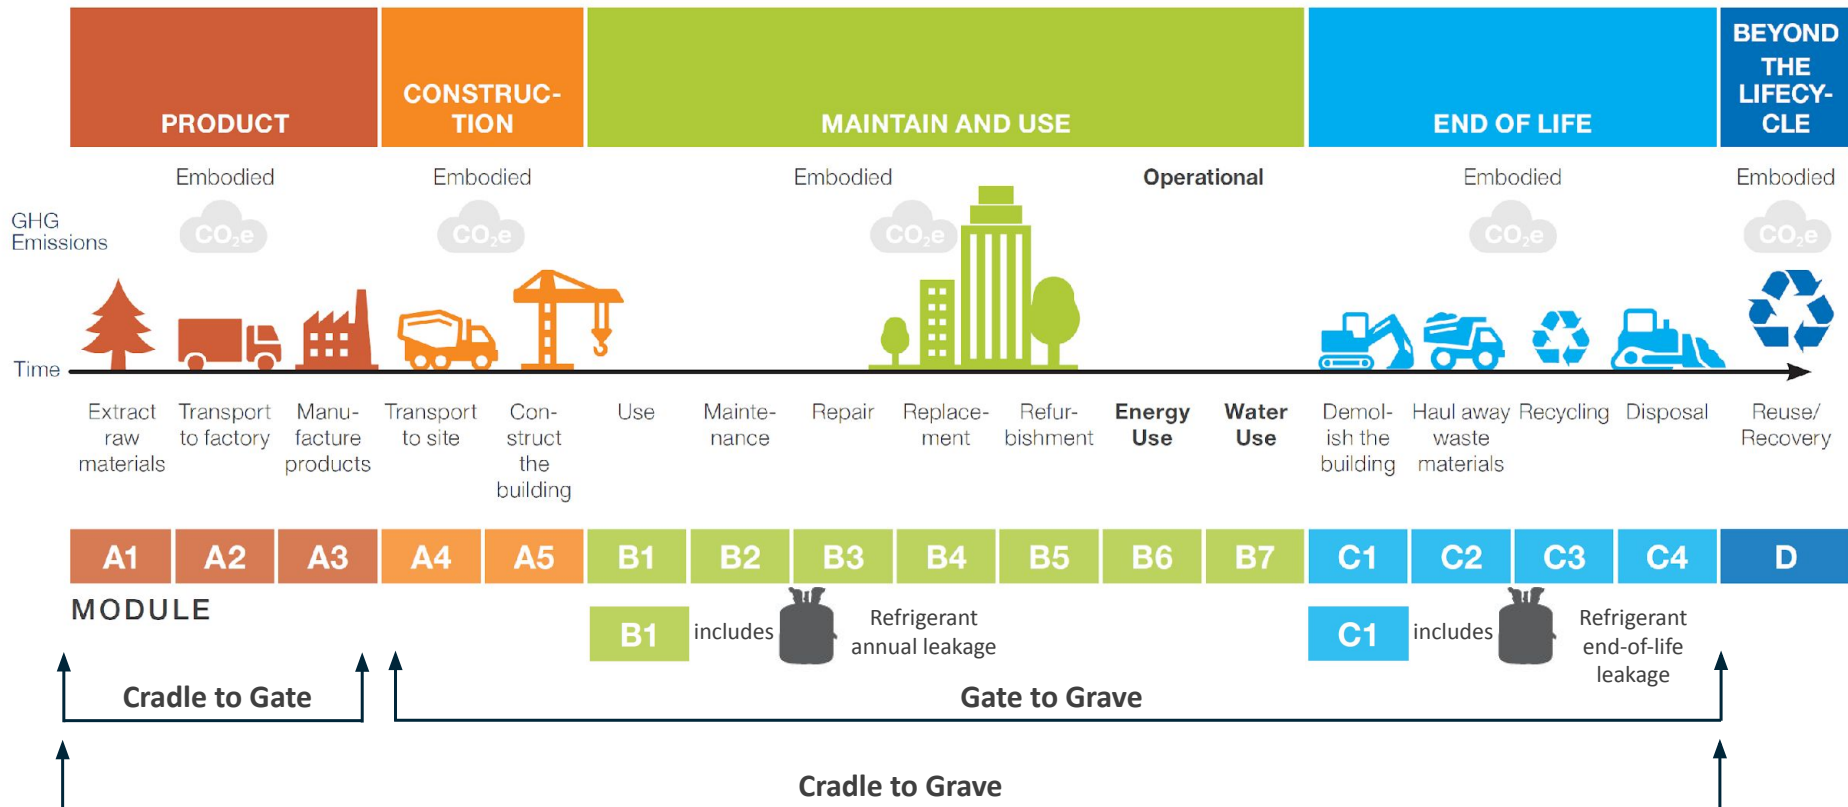 PRODUCT
CONSTRUC-
TION
MAINTAIN AND USE
END OF LIFE
BEYOND
THE
LIFECY-
CLE
Embodied
Embodied
Embodied
Operational
Embodied
Embodied
GHG
Emissions
CO₂e
CO₂e
CO₂e
CO₂e
CO₂e
Time
Extract
raw
materials
Transport
to factory
Manu-
facture
products
Transport
to site
Con-
struct
the
building
Use
Mainte-
nance
Repair
Replace-
ment
Refur-
bishment
Energy
Use
Water
Use
Demol-
ish the
building
Haul away
waste
materials
Recycling
Disposal
Reuse/
Recovery
A1
A2
A3
A4
A5
B1
B2
B3
B4
B5
B6
B7
C1
C2
C3
C4
D
MODULE
B1
includes
Refrigerant
annual leakage
C1
includes
Refrigerant
end-of-life
leakage
Cradle to Gate
Gate to Grave
Cradle to Grave